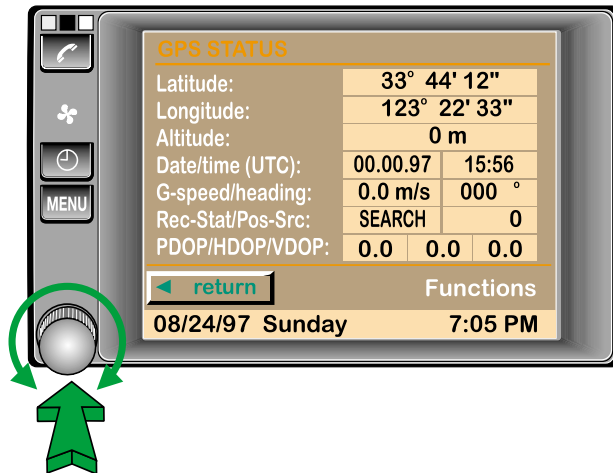 GPS STATUS
Latitude: 33° 44' 12"
Longitude: 123° 22' 33"
Altitude: 0 m
Date/time (UTC): 00.00.97 15:56
G-speed/heading: 0.0 m/s 000 °
MENU
Rec-Stat/Pos-Src: SEARCH 0
PDOP/HDOP/VDOP: 0.0 0.0 0.0
◄ return Functions
08/24/97 Sunday 7:05 PM